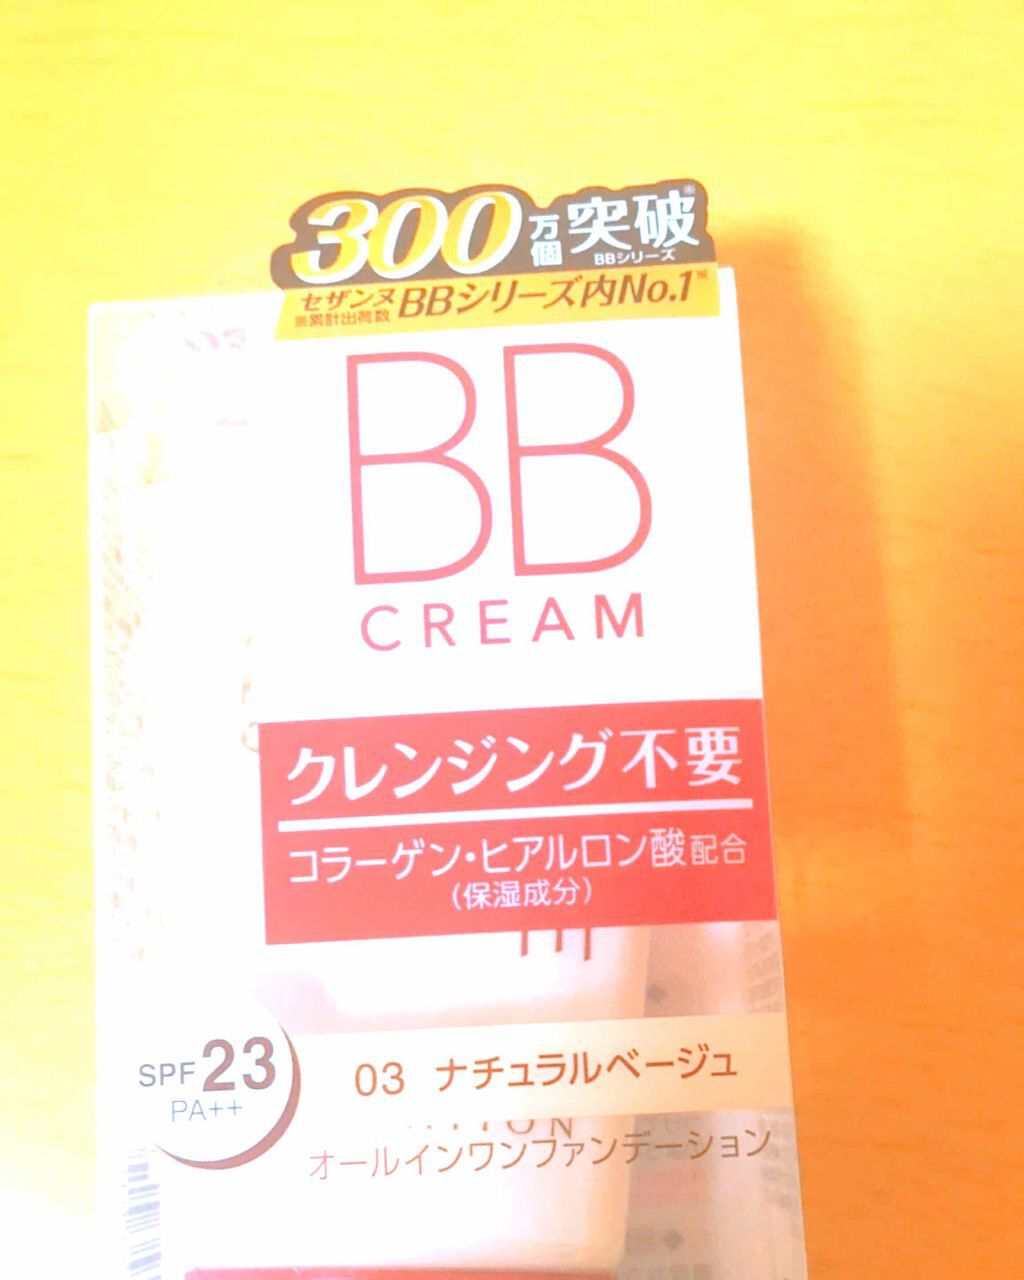 300万個突破※
BBシリーズ
セザンヌBBシリーズ内No.1※
※累計出荷数
BB
CREAM
クレンジング不要
コラーゲン・ヒアルロン酸配合
(保湿成分)
SPF23
PA++
03 ナチュラルベージュ
オールインワンファンデーション